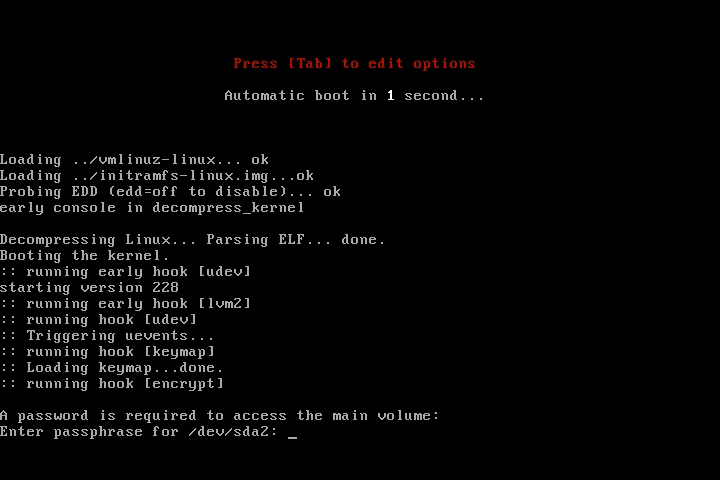 Press [Tab] to edit options
Automatic boot in 1 second...
Loading ../vmlinuz-linux... ok
Loading ../initramfs-linux.img...ok
Probing EDD (edd=off to disable)... ok
early console in decompress_kernel
Decompressing Linux... Parsing ELF... done.
Booting the kernel.
:: running early hook [udev]
starting version 228
:: running early hook [lvm2]
:: running hook [udev]
:: Triggering uevents...
:: running hook [keymap]
:: Loading keymap...done.
:: running hook [encrypt]
A password is required to access the main volume:
Enter passphrase for /dev/sda2: _